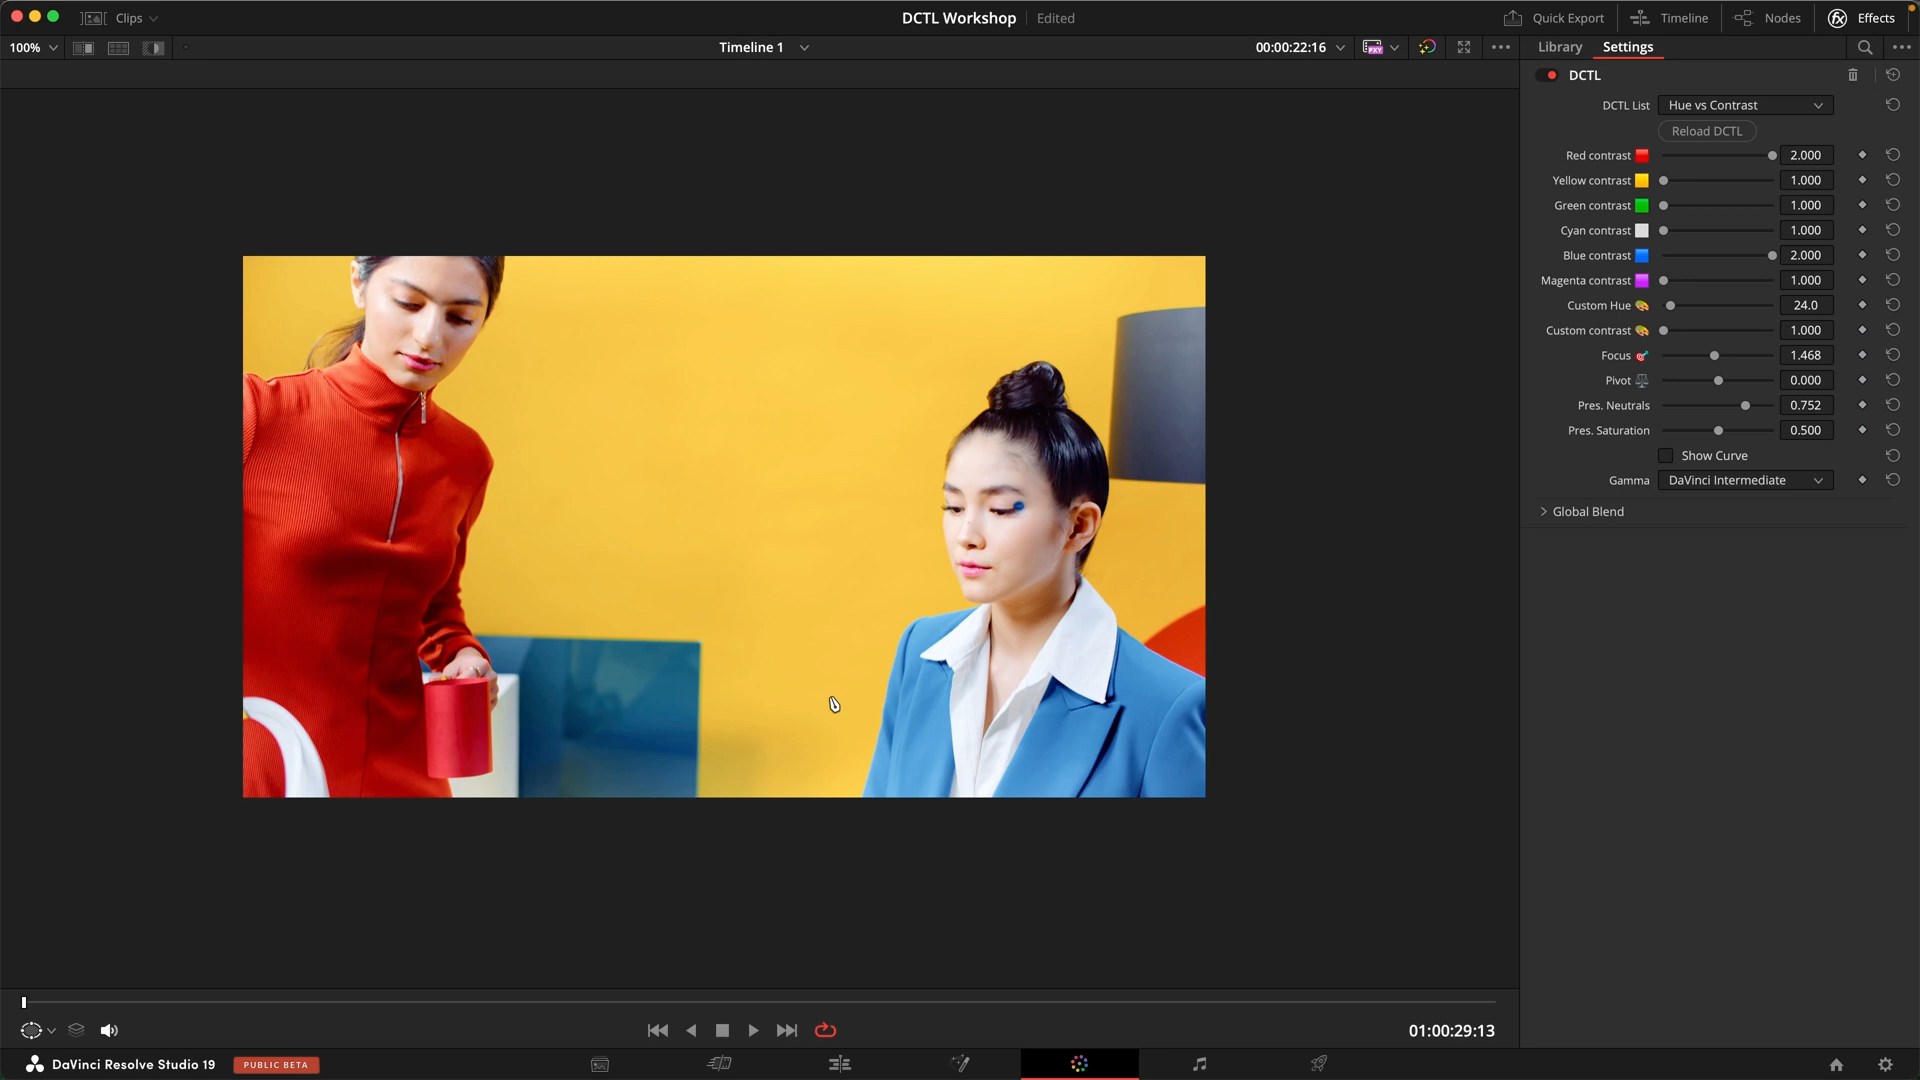 Clips
DCTL Workshop Edited
Quick Export Timeline Nodes Effects
100% Timeline 1 00:00:22:16 PXY Library Settings
DCTL
DCTL List Hue vs Contrast
Reload DCTL
Red contrast 2.000
Yellow contrast 1.000
Green contrast 1.000
Cyan contrast 1.000
Blue contrast 2.000
Magenta contrast 1.000
Custom Hue 24.0
Custom contrast 1.000
Focus 1.468
Pivot 0.000
Pres. Neutrals 0.752
Pres. Saturation 0.500
Show Curve
Gamma DaVinci Intermediate
Global Blend
01:00:29:13
DaVinci Resolve Studio 19 PUBLIC BETA